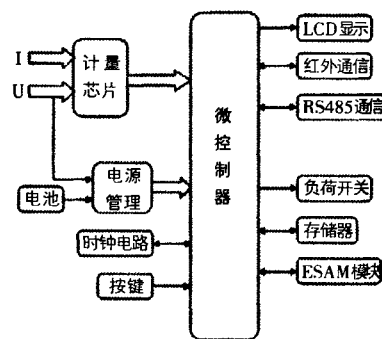 LCD显示
I
计量
芯片
红外通信
U
RS485通信
微控制器
电源
管理
负荷开关
电池
存储器
时钟电路
ESAM模块
按键